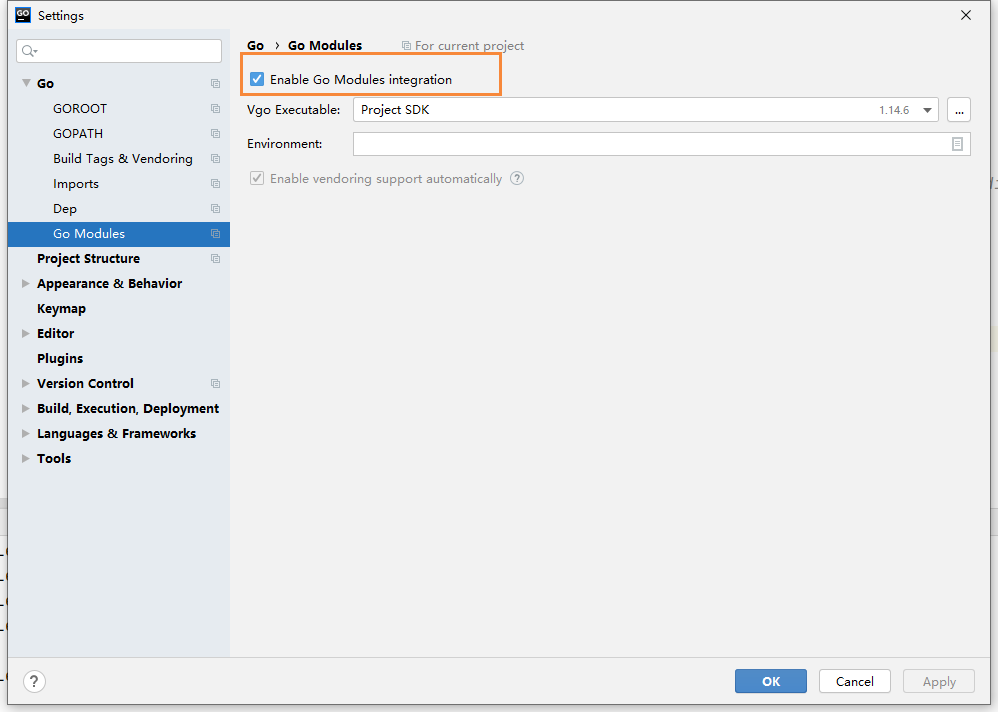 GO Settings
Go › Go Modules For current project
Enable Go Modules integration
Go
GOROOT
GOPATH
Build Tags & Vendoring
Imports
Dep
Go Modules
Project Structure
Appearance & Behavior
Keymap
Editor
Plugins
Version Control
Build, Execution, Deployment
Languages & Frameworks
Tools
Vgo Executable: Project SDK 1.14.6 ...
Environment:
Enable vendoring support automatically ?
? OK Cancel Apply